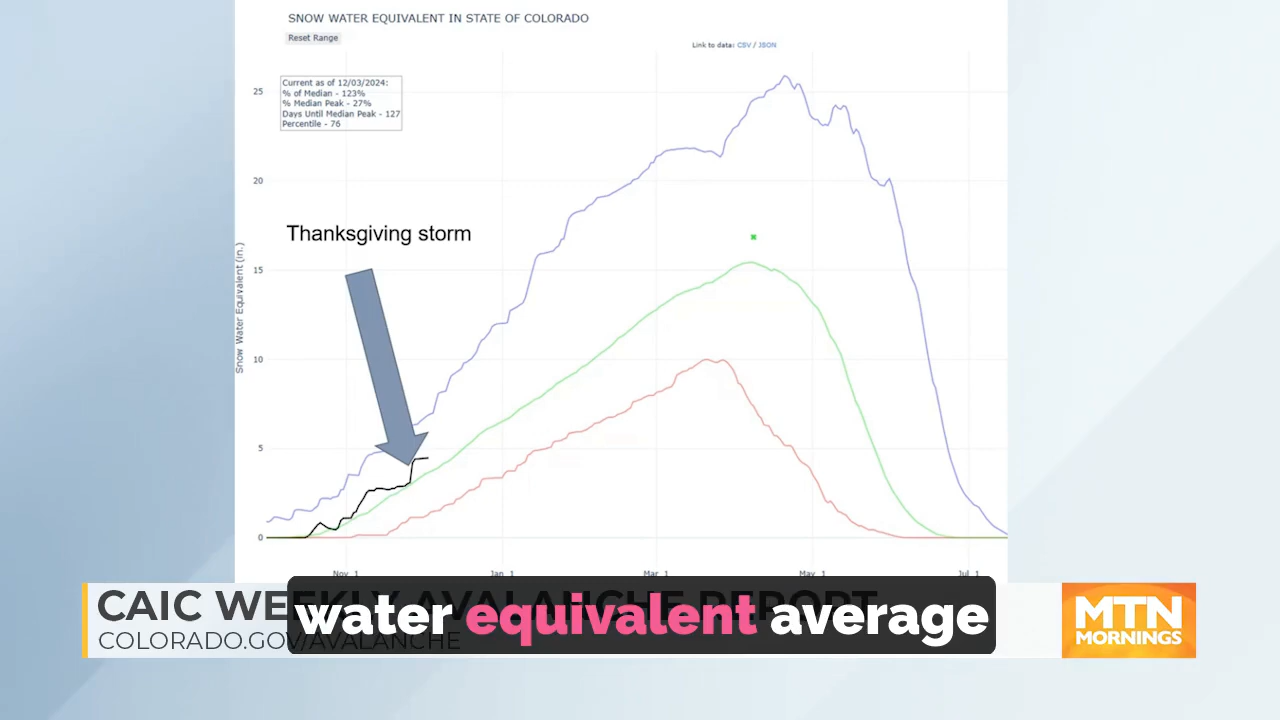 SNOW WATER EQUIVALENT IN STATE OF COLORADO
Reset Range
Link to data: CSV / JSON
Current as of 12/03/2024:
% of Median - 123%
% Median Peak - 27%
Days Until Median Peak - 127
Percentile - 76
Thanksgiving storm
Snow Water Equivalent (in.)
25
20
15
10
5
0
Nov 1
Jan 1
Mar 1
May 1
Jul 1
CAIC WEEKLY AVALANCHE REPORT
COLORADO.GOV/AVALANCHE
water equivalent average
MTN
MORNINGS